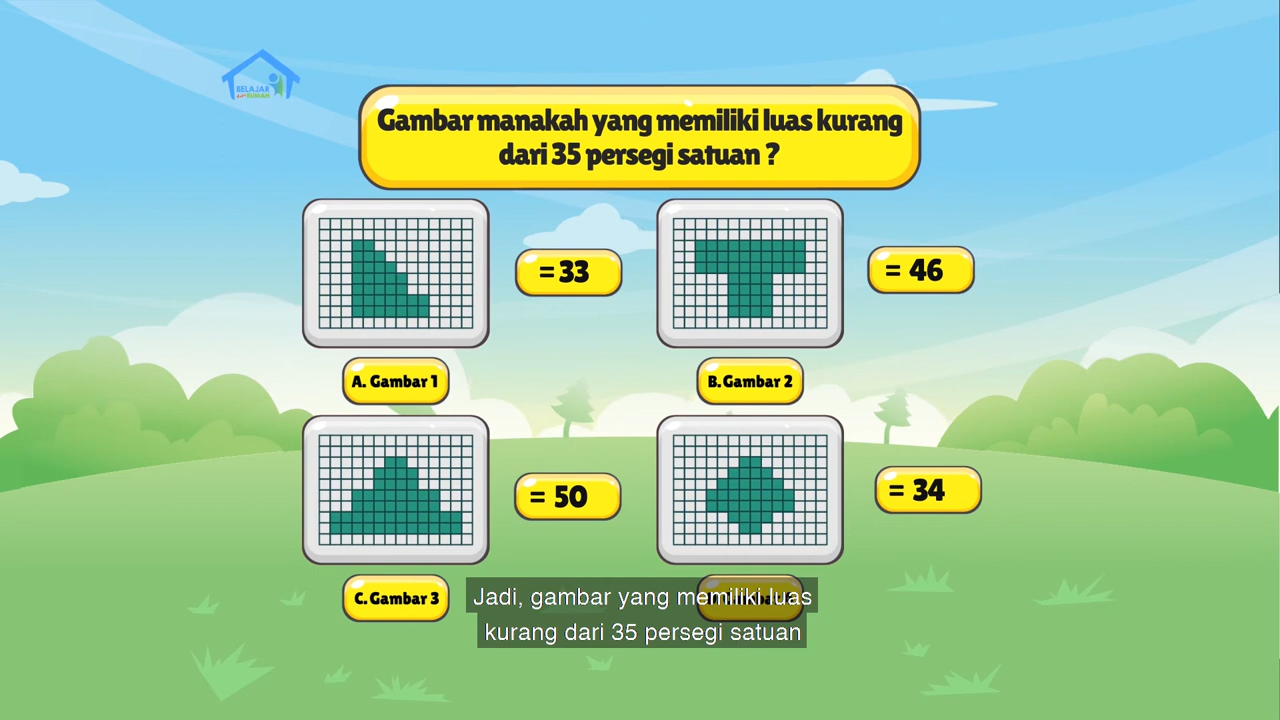 BELAJAR
dari RUMAH
Gambar manakah yang memiliki luas kurang
dari 35 persegi satuan ?
= 33
= 46
A. Gambar 1
B. Gambar 2
= 50
= 34
C. Gambar 3
Jadi, gambar yang memiliki luas
kurang dari 35 persegi satuan